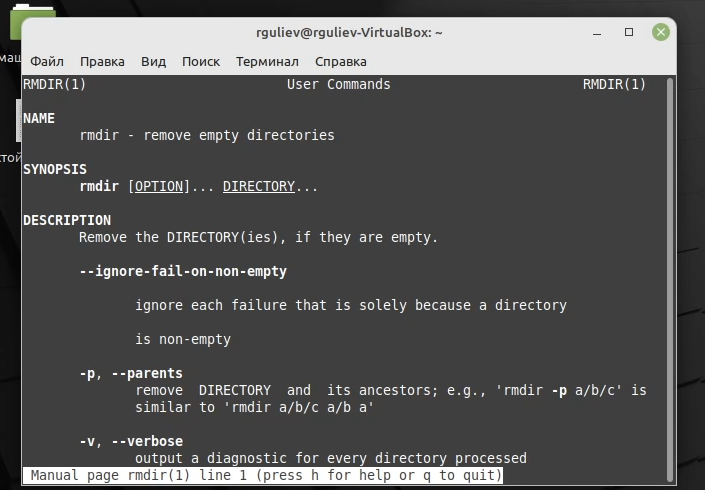 rguliev@rguliev-VirtualBox: ~
Файл Правка Вид Поиск Терминал Справка
RMDIR(1) User Commands RMDIR(1)
NAME
rmdir - remove empty directories
SYNOPSIS
rmdir [OPTION]... DIRECTORY...
DESCRIPTION
Remove the DIRECTORY(ies), if they are empty.
--ignore-fail-on-non-empty
ignore each failure that is solely because a directory
is non-empty
-p, --parents
remove DIRECTORY and its ancestors; e.g., 'rmdir -p a/b/c' is
similar to 'rmdir a/b/c a/b a'
-v, --verbose
output a diagnostic for every directory processed
Manual page rmdir(1) line 1 (press h for help or q to quit)